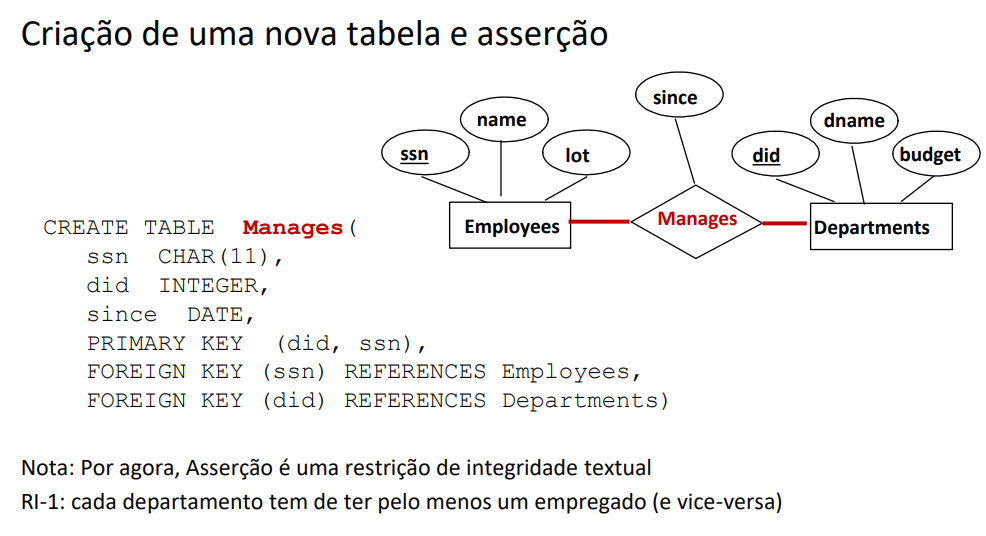 Criação de uma nova tabela e asserção
since
name
dname
ssn
lot
did
budget
Employees
Manages
Departments
CREATE TABLE Manages(
ssn CHAR(11),
did INTEGER,
since DATE,
PRIMARY KEY (did, ssn),
FOREIGN KEY (ssn) REFERENCES Employees,
FOREIGN KEY (did) REFERENCES Departments)
Nota: Por agora, Asserção é uma restrição de integridade textual
RI-1: cada departamento tem de ter pelo menos um empregado (e vice-versa)